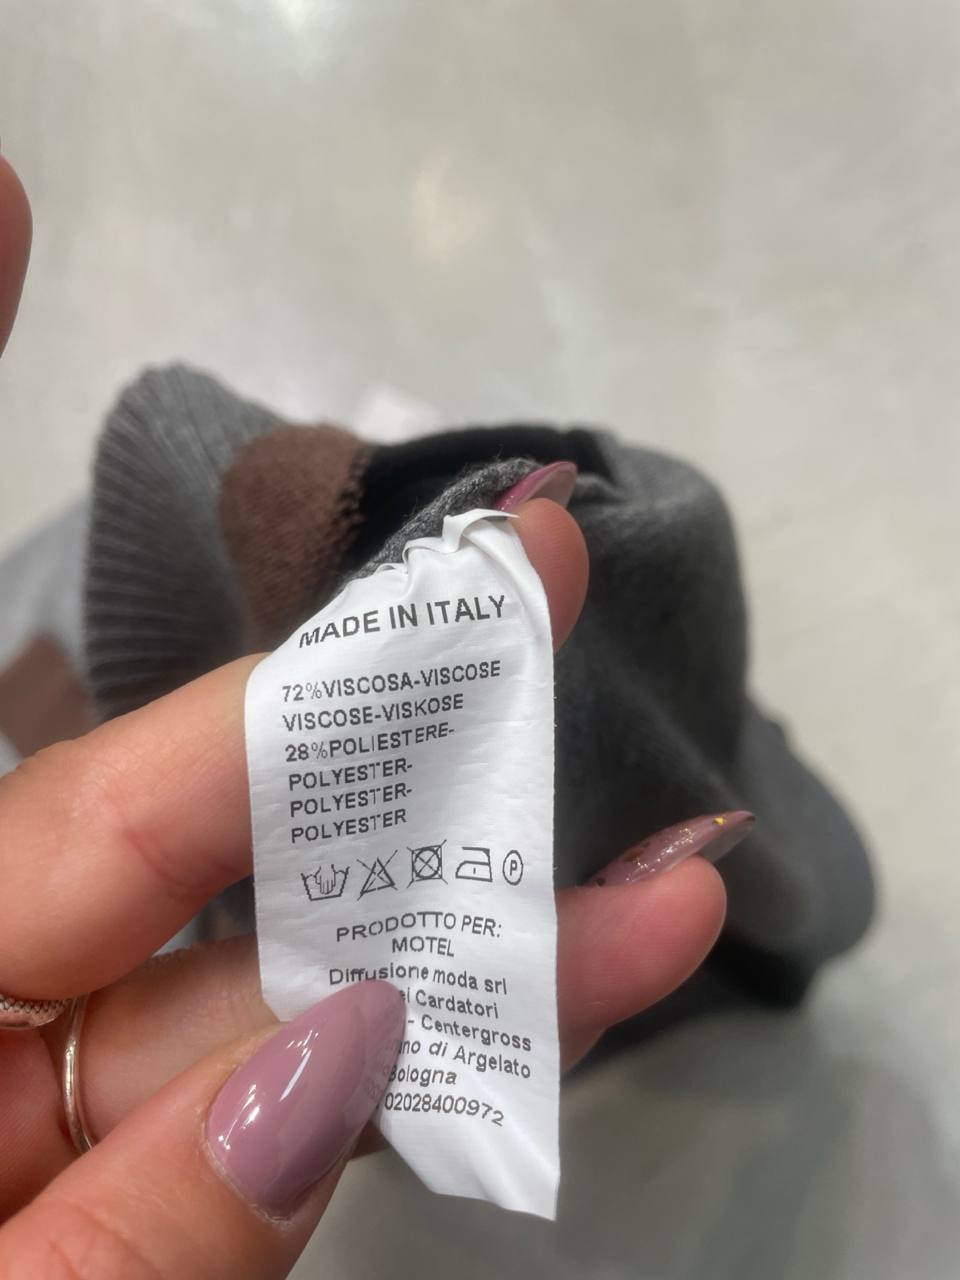 MADE IN ITALY
72%VISCOSA-VISCOSE
VISCOSE-VISKOSE
28%POLIESTERE-
POLYESTER-
POLYESTER-
POLYESTER
P
PRODOTTO PER:
MOTEL
Diffusione moda srl
Cardatori
- Centergross
di Argelato
Bologna
02028400972